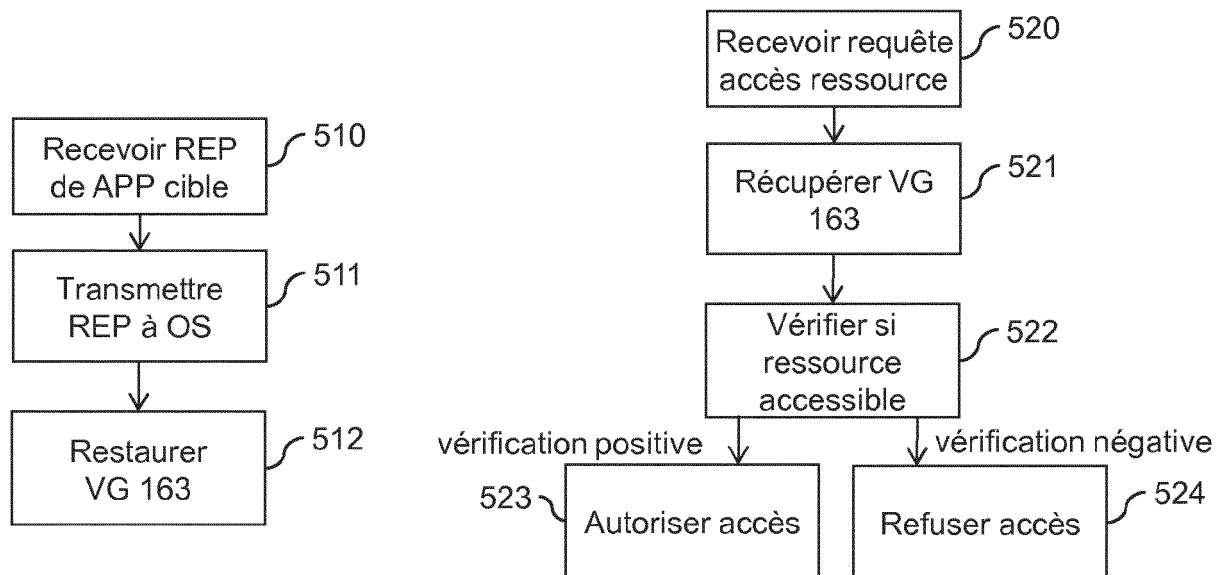 Recevoir REP
de APP cible
510
Transmettre
REP à OS
511
Restaurer
VG 163
512
Recevoir requête
accès ressource
520
Récupérer VG
163
521
Vérifier si
ressource
accessible
522
vérification positive
vérification négative
523
Autoriser accès
Refuser accès
524